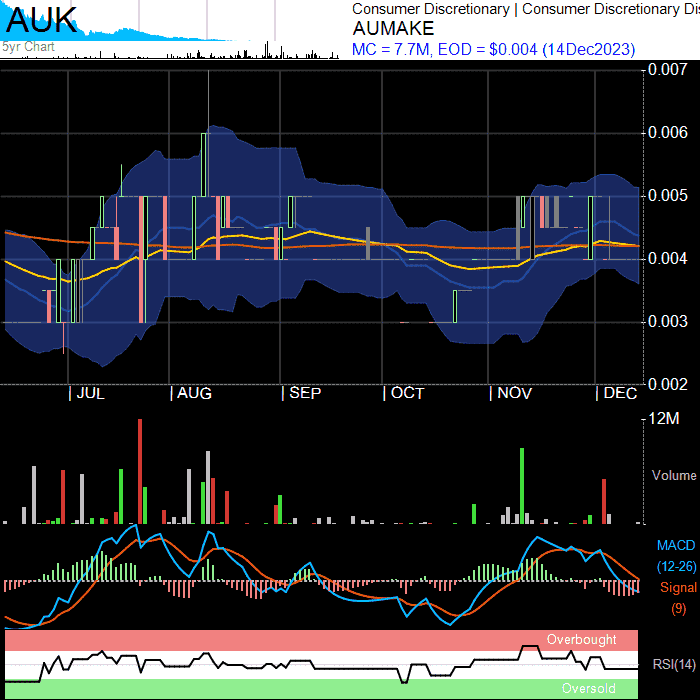 AUK
5yr Chart
Consumer Discretionary | Consumer Discretionary Dis
AUMAKE
MC = 7.7M, EOD = $0.004 (14Dec2023)
0.007
0.006
0.005
0.004
0.003
0.002
| JUL | AUG | SEP | OCT | NOV | DEC
12M
Volume
MACD
(12-26)
Signal
(9)
Overbought
RSI(14)
Oversold